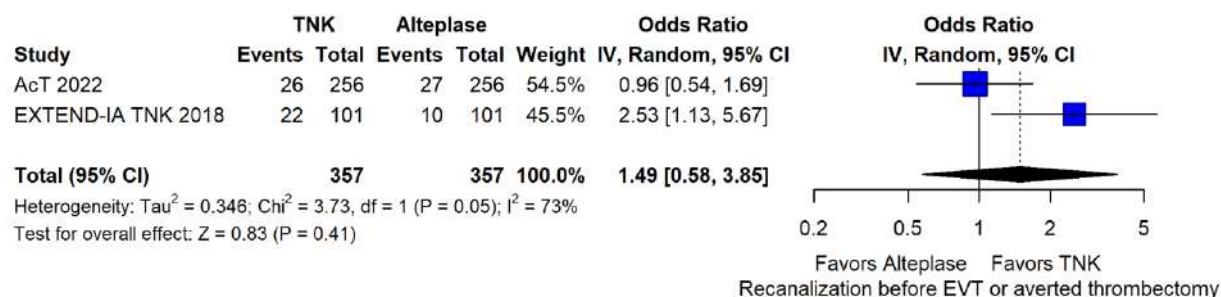 TNK Alteplase Odds Ratio Odds Ratio
Study Events Total Events Total Weight IV, Random, 95% CI IV, Random, 95% CI
AcT 2022 26 256 27 256 54.5% 0.96 [0.54, 1.69]
EXTEND-IA TNK 2018 22 101 10 101 45.5% 2.53 [1.13, 5.67]
Total (95% CI) 357 357 100.0% 1.49 [0.58, 3.85]
Heterogeneity: Tau² = 0.346; Chi² = 3.73, df = 1 (P = 0.05); I² = 73%
Test for overall effect: Z = 0.83 (P = 0.41)
0.2 0.5 1 2 5
Favors Alteplase Favors TNK
Recanalization before EVT or averted thrombectomy